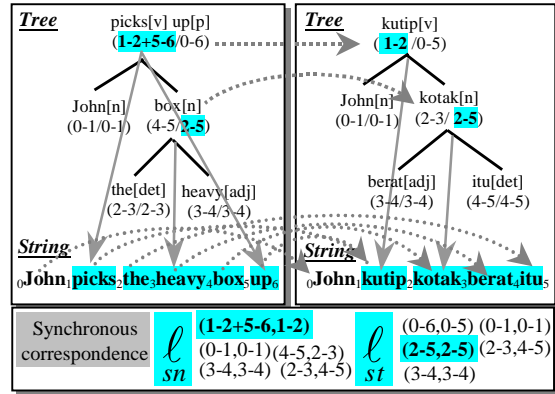 Tree
picks[v] up[p]
(1-2+5-6/0-6)
John[n]
(0-1/0-1)
box[n]
(4-5/2-5)
the[det]
(2-3/2-3)
heavy[adj]
(3-4/3-4)
String
0John1picks2the3heavy4box5up6
Tree
kutip[v]
(1-2 /0-5)
John[n]
(0-1/0-1)
kotak[n]
(2-3/ 2-5)
berat[adj]
(3-4/3-4)
itu[det]
(4-5/4-5)
String
0John1kutip2kotak3berat4itu5
Synchronous
correspondence
ℓ sn
(1-2+5-6,1-2)
(0-1,0-1) (4-5,2-3)
(3-4,3-4) (2-3,4-5)
ℓ st
(0-6,0-5) (0-1,0-1)
(2-5,2-5) (2-3,4-5)
(3-4,3-4)